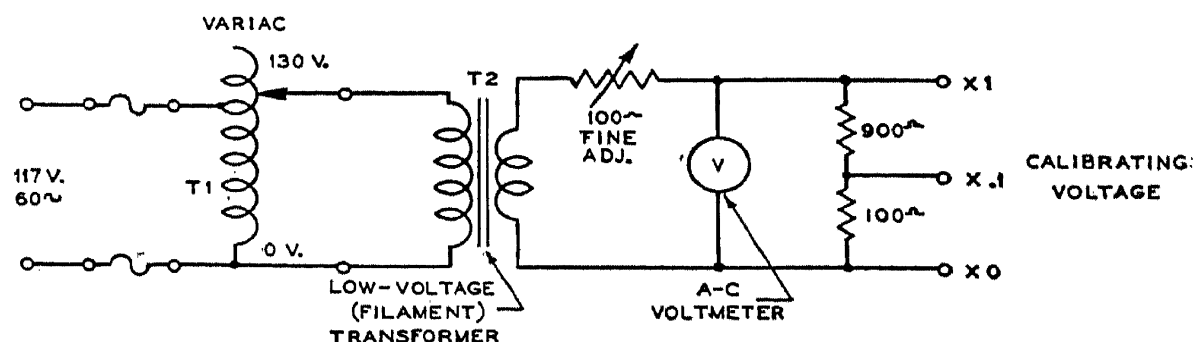 VARIAC
130 V.
T2
X1
100~
FINE
ADJ.
900~
117 V.
60~
T1
V
X.1
CALIBRATING:
VOLTAGE
100~
0 V.
X0
LOW-VOLTAGE
(FILAMENT)
TRANSFORMER
A-C
VOLTMETER